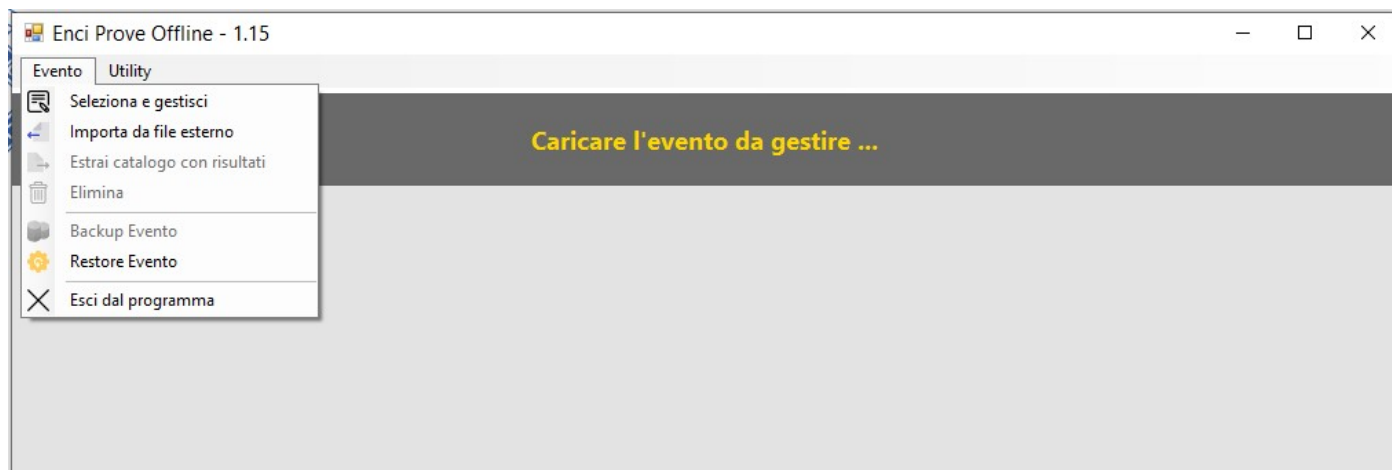 Enci Prove Offline - 1.15
Evento Utility
Seleziona e gestisci
Importa da file esterno
Estrai catalogo con risultati
Elimina
Backup Evento
Restore Evento
Esci dal programma
Caricare l'evento da gestire ...